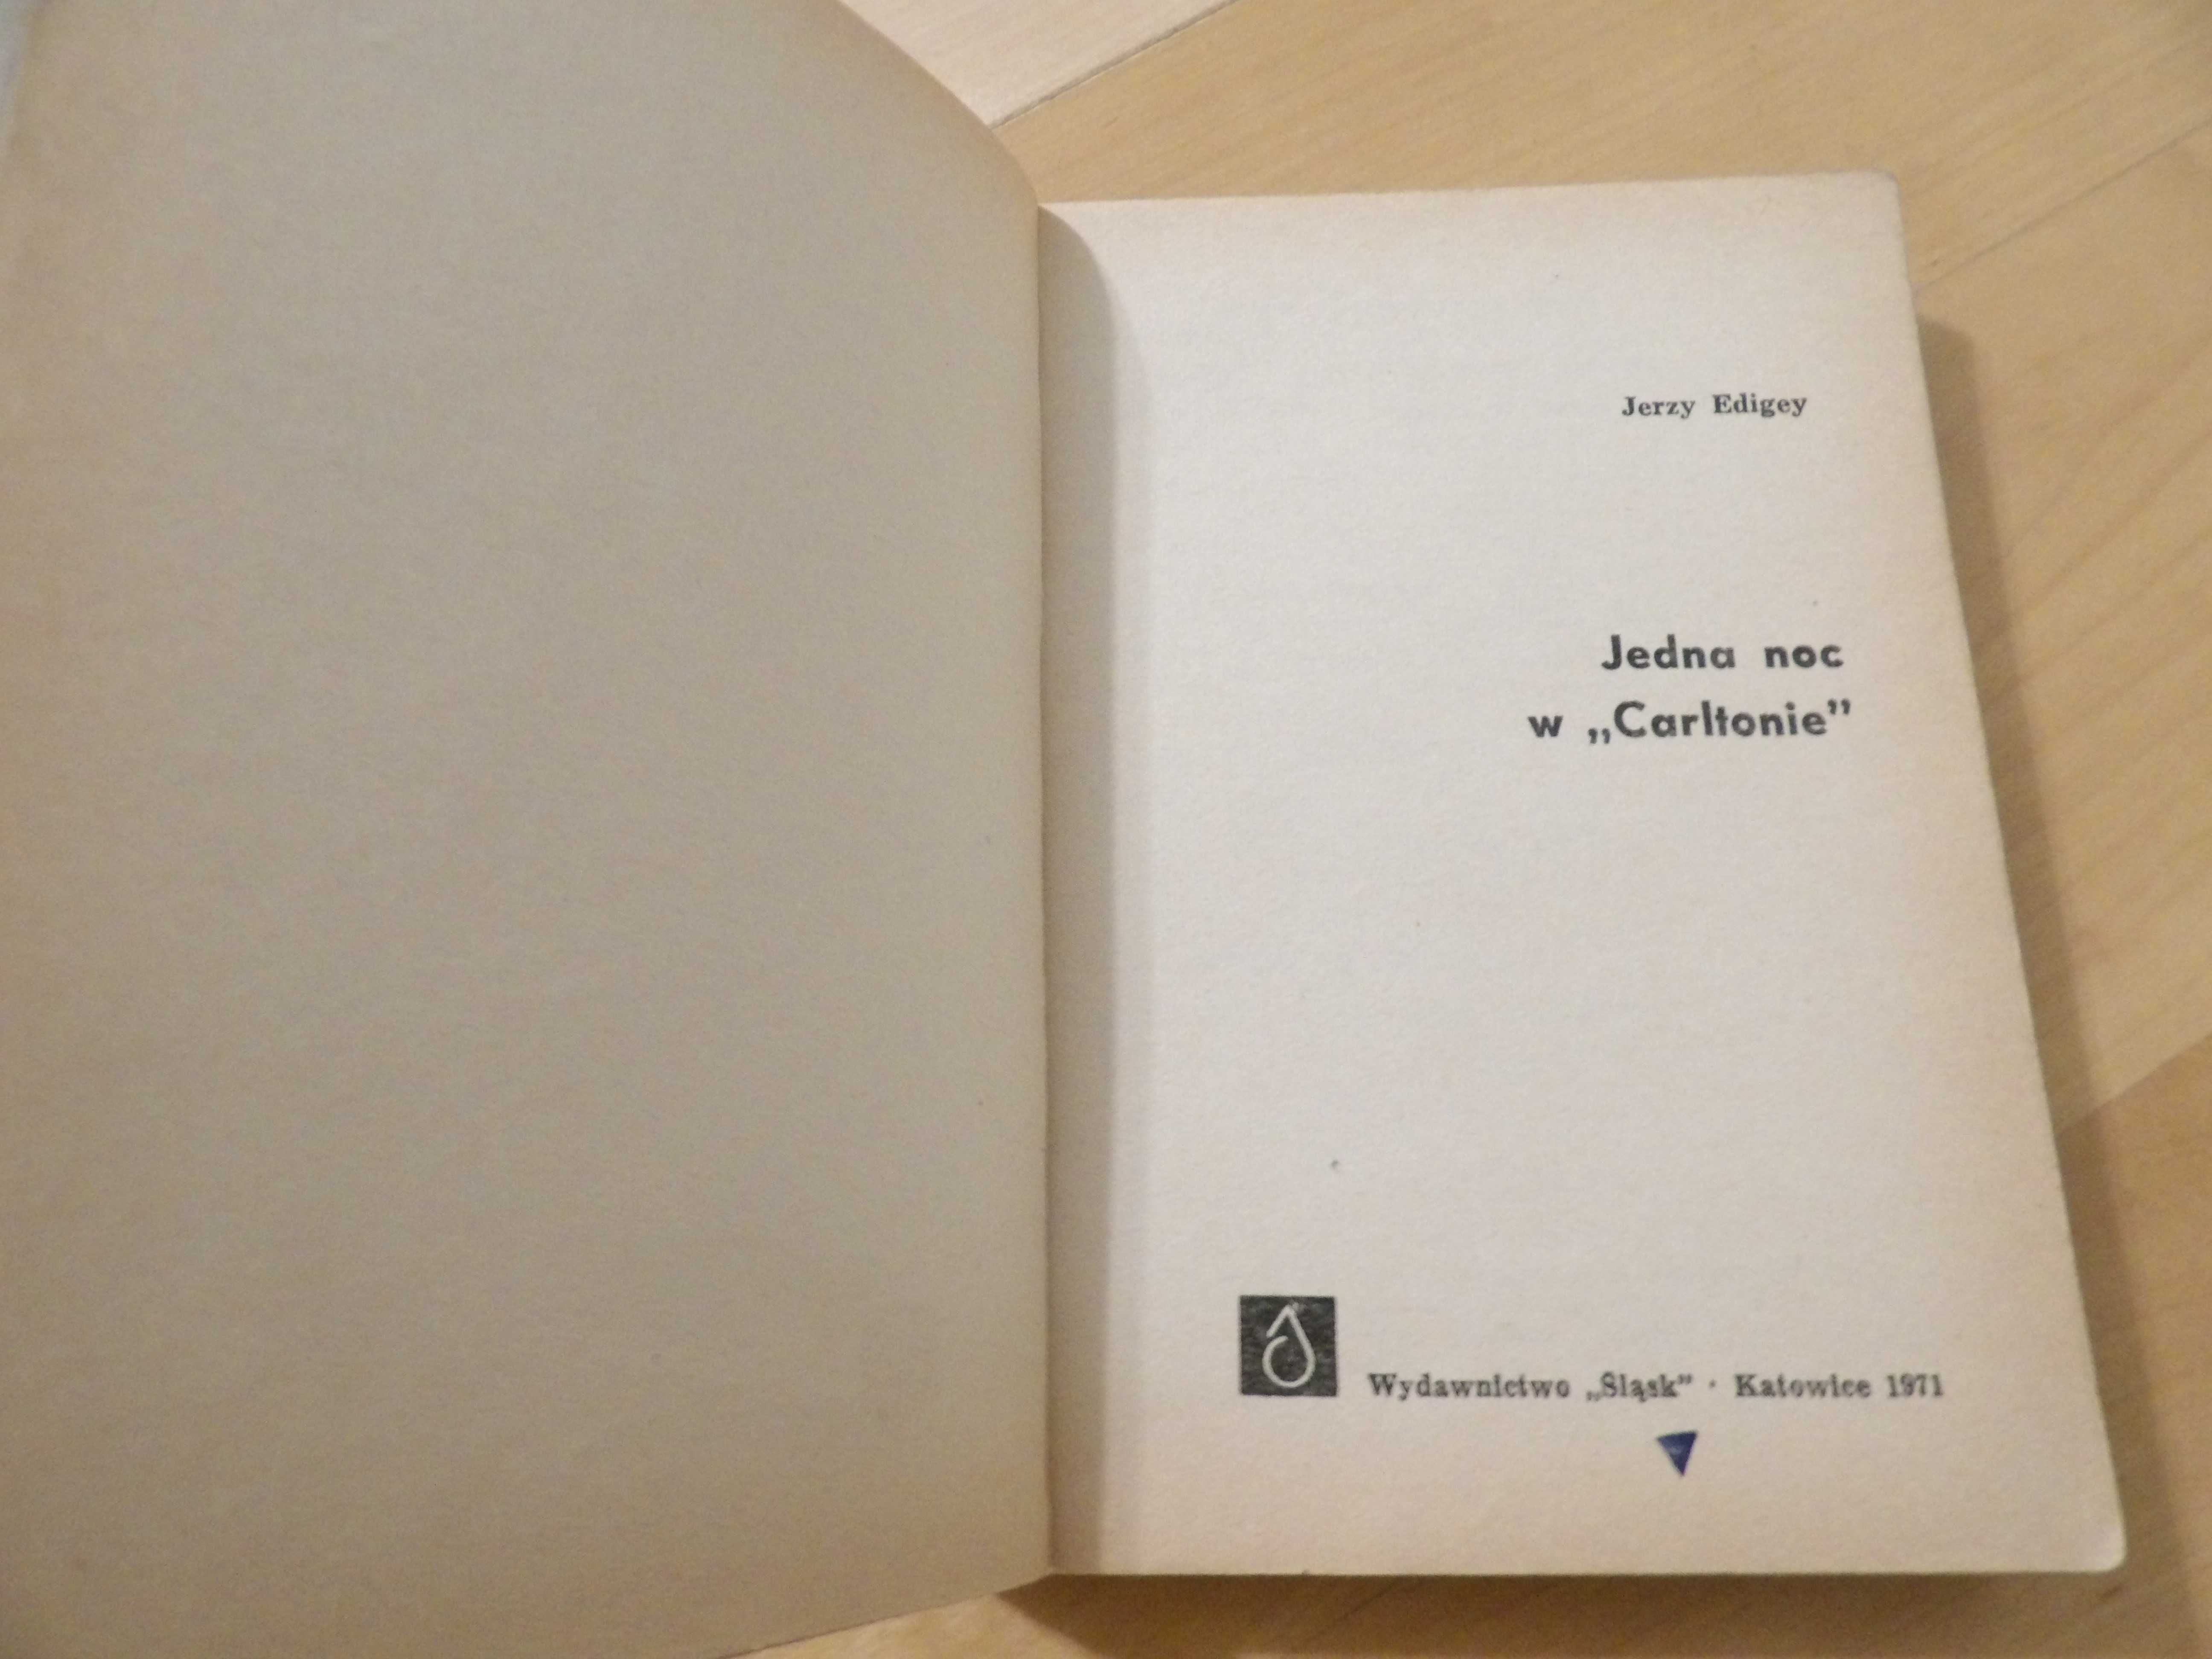 Jerzy Edigey
Jedna noc
w „Carltonie”
Wydawnictwo „Śląsk” · Katowice 1971